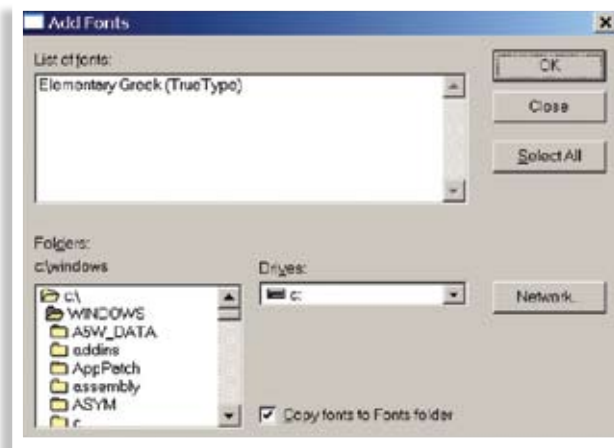 Add Fonts
List of fonts:
Elementary Greek (TrueType)
OK
Close
Select All
Folders:
c:\windows
Drives:
c:
Network...
c:\
WINDOWS
A5W_DATA
addins
AppPatch
assembly
ASYM
c
Copy fonts to Fonts folder